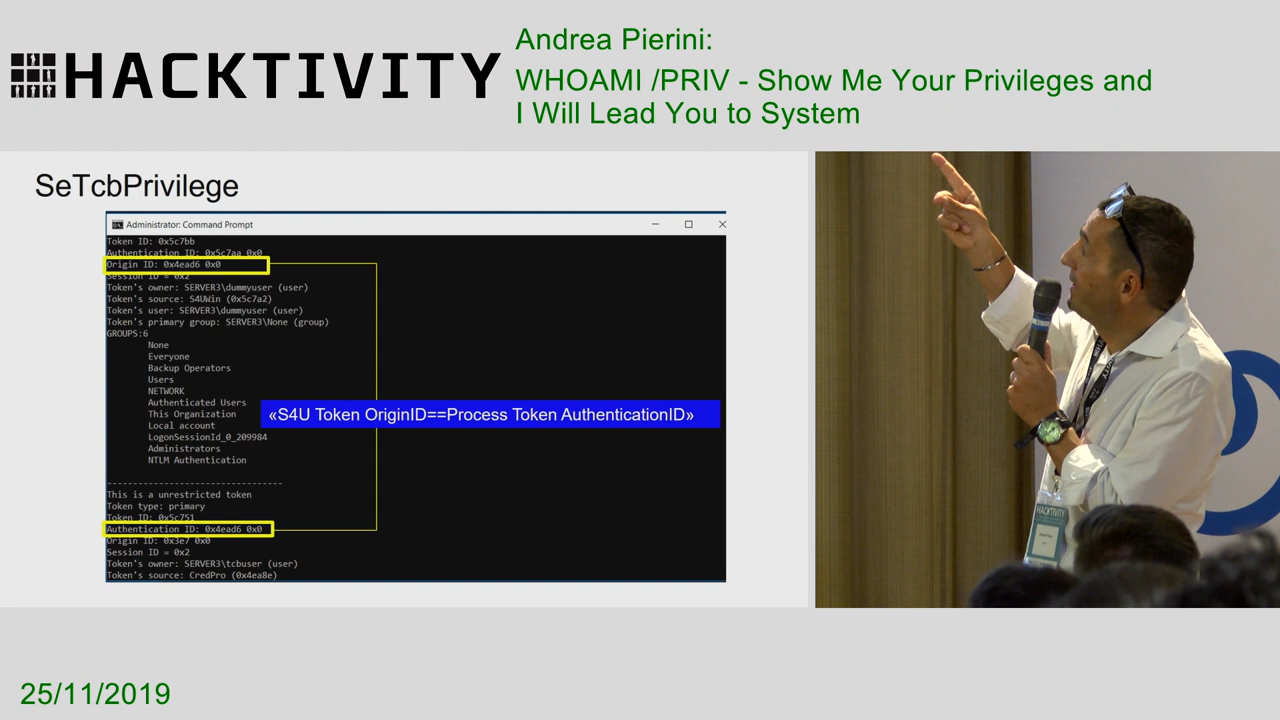 HACKTIVITY
Andrea Pierini:
WHOAMI /PRIV - Show Me Your Privileges and
I Will Lead You to System
SeTcbPrivilege
Administrator: Command Prompt
Token ID: 0x5c7bb
Authentication ID: 0x5c7aa 0x0
Origin ID: 0x4ead6 0x0
Session ID = 0x2
Token's owner: SERVER3\dummyuser (user)
Token's source: S4UWin (0x5c7a2)
Token's user: SERVER3\dummyuser (user)
Token's primary group: SERVER3\None (group)
GROUPS:6
None
Everyone
Backup Operators
Users
NETWORK
Authenticated Users
This Organization
Local account
LogonSessionId_0_209984
Administrators
NTLM Authentication
«S4U Token OriginID==Process Token AuthenticationID»
--------------------------------
This is a unrestricted token
Token type: primary
Token ID: 0x5c751
Authentication ID: 0x4ead6 0x0
Origin ID: 0x3e7 0x0
Session ID = 0x2
Token's owner: SERVER3\tcbuser (user)
Token's source: CredPro (0x4ea8e)
HACKTIVITY
25/11/2019